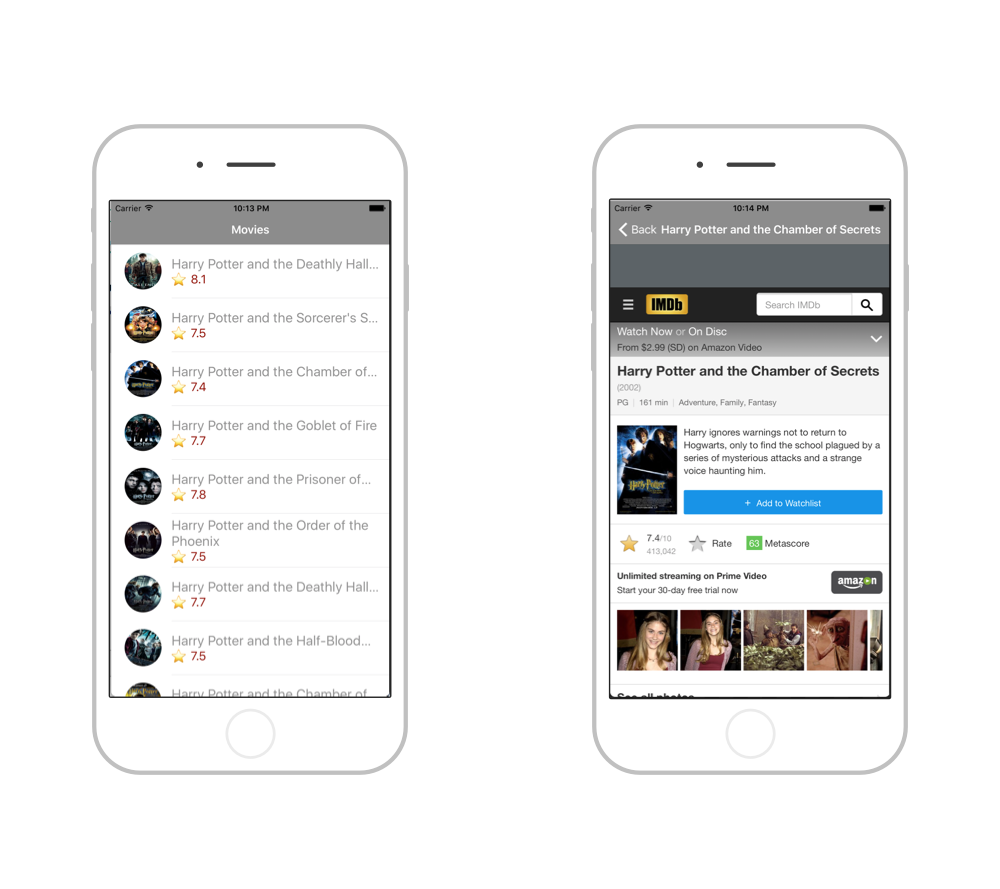 Carrier 10:13 PM
Movies
Harry Potter and the Deathly Hall...
8.1
Harry Potter and the Sorcerer's S...
7.5
Harry Potter and the Chamber of...
7.4
Harry Potter and the Goblet of Fire
7.7
Harry Potter and the Prisoner of...
7.8
Harry Potter and the Order of the
Phoenix
7.5
Harry Potter and the Deathly Hall...
7.7
Harry Potter and the Half-Blood...
7.5
Harry Potter and the Chamber of
Carrier 10:14 PM
Back Harry Potter and the Chamber of Secrets
IMDb Search IMDb
Watch Now or On Disc
From $2.99 (SD) on Amazon Video
Harry Potter and the Chamber of Secrets
(2002)
PG | 161 min | Adventure, Family, Fantasy
Harry Potter
Harry ignores warnings not to return to
Hogwarts, only to find the school plagued by a
series of mysterious attacks and a strange
voice haunting him.
+ Add to Watchlist
7.4/10
413,042
Rate
63 Metascore
Unlimited streaming on Prime Video
Start your 30-day free trial now
amazon
See all photos